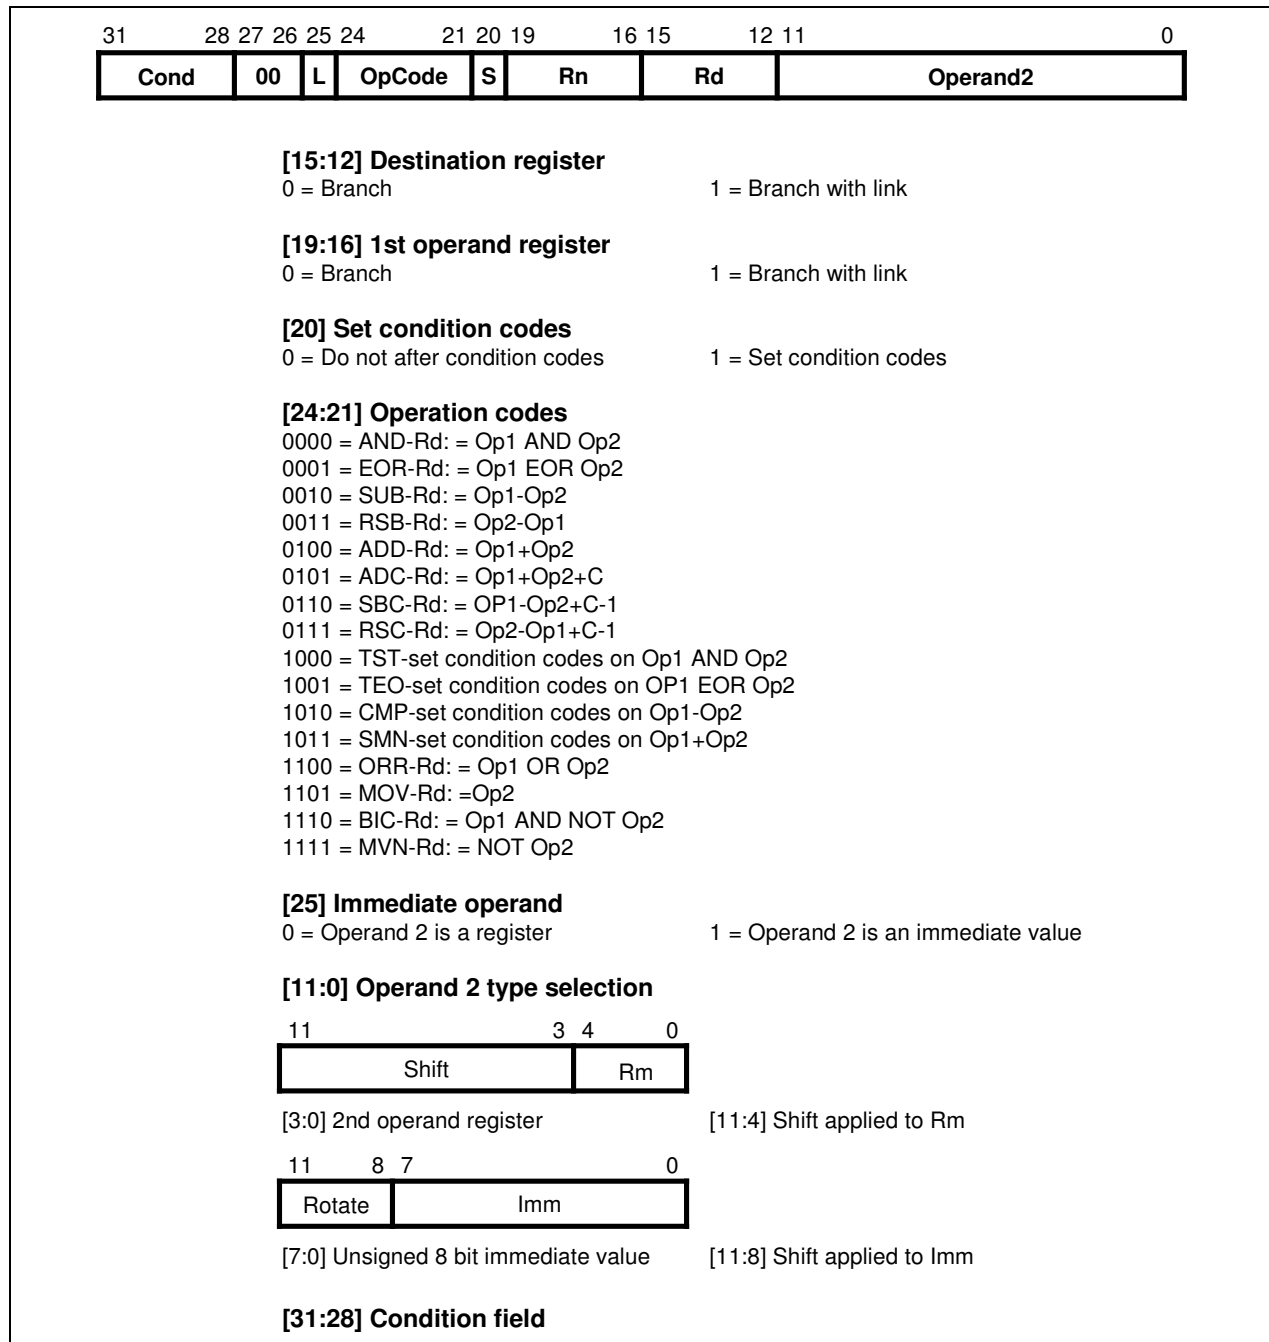 31 28 27 26 25 24 21 20 19 16 15 12 11 0
Cond 00 L OpCode S Rn Rd Operand2
[15:12] Destination register
0 = Branch 1 = Branch with link
[19:16] 1st operand register
0 = Branch 1 = Branch with link
[20] Set condition codes
0 = Do not after condition codes 1 = Set condition codes
[24:21] Operation codes
0000 = AND-Rd: = Op1 AND Op2
0001 = EOR-Rd: = Op1 EOR Op2
0010 = SUB-Rd: = Op1-Op2
0011 = RSB-Rd: = Op2-Op1
0100 = ADD-Rd: = Op1+Op2
0101 = ADC-Rd: = Op1+Op2+C
0110 = SBC-Rd: = OP1-Op2+C-1
0111 = RSC-Rd: = Op2-Op1+C-1
1000 = TST-set condition codes on Op1 AND Op2
1001 = TEO-set condition codes on OP1 EOR Op2
1010 = CMP-set condition codes on Op1-Op2
1011 = SMN-set condition codes on Op1+Op2
1100 = ORR-Rd: = Op1 OR Op2
1101 = MOV-Rd: =Op2
1110 = BIC-Rd: = Op1 AND NOT Op2
1111 = MVN-Rd: = NOT Op2
[25] Immediate operand
0 = Operand 2 is a register 1 = Operand 2 is an immediate value
[11:0] Operand 2 type selection
11 3 4 0
Shift Rm
[3:0] 2nd operand register [11:4] Shift applied to Rm
11 8 7 0
Rotate Imm
[7:0] Unsigned 8 bit immediate value [11:8] Shift applied to Imm
[31:28] Condition field